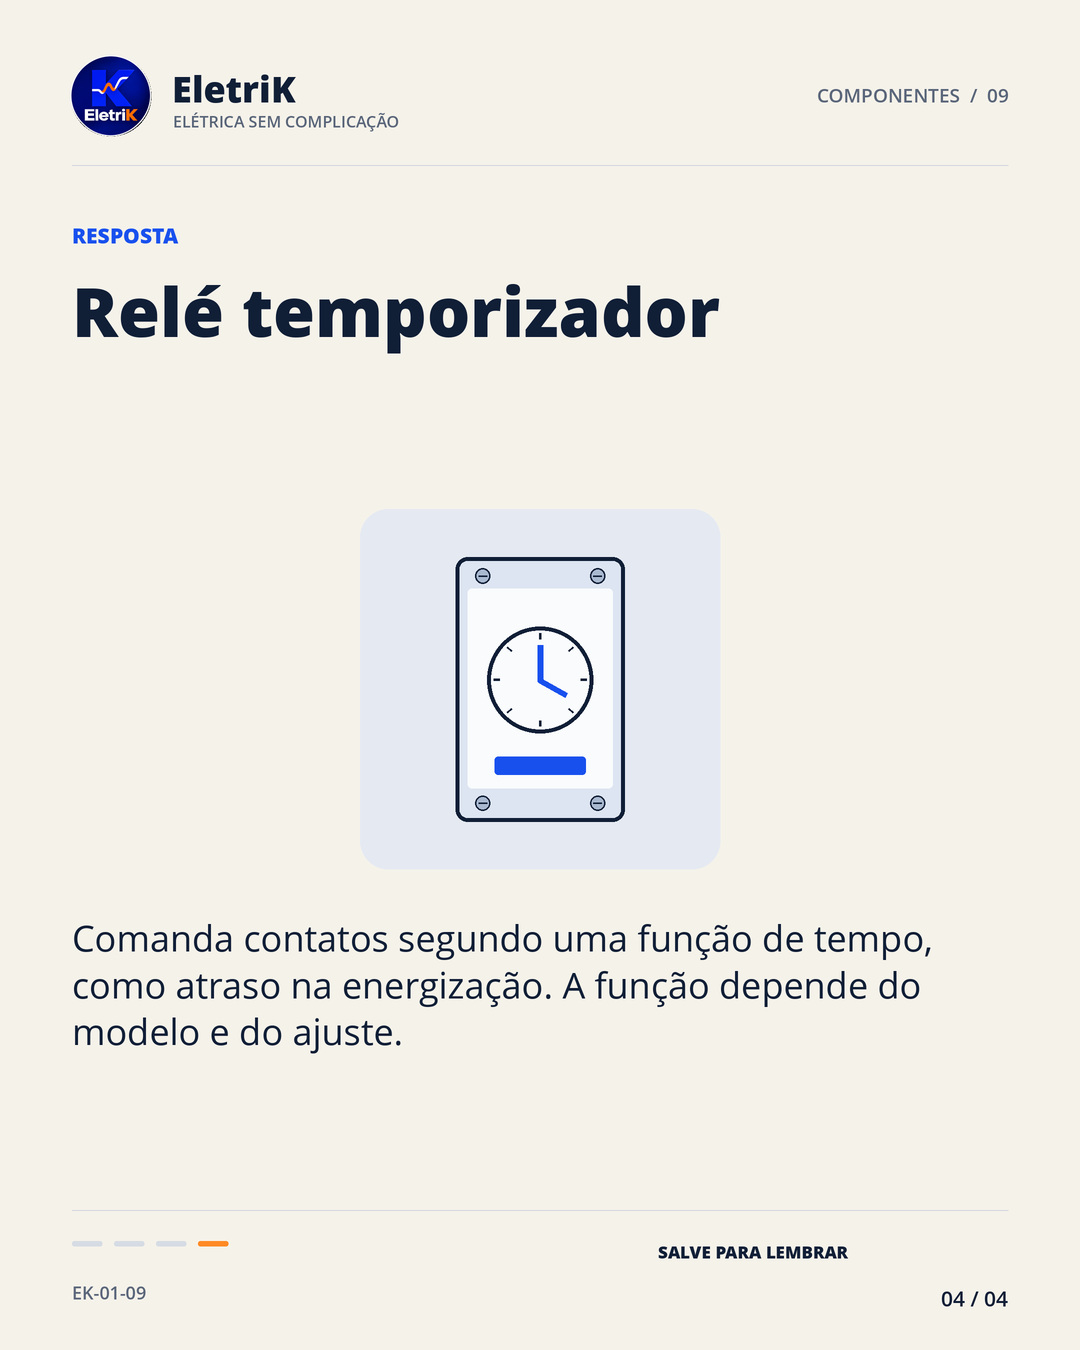 EletriK
EletriK
ELÉTRICA SEM COMPLICAÇÃO
COMPONENTES / 09
RESPOSTA
Relé temporizador
Comanda contatos segundo uma função de tempo,
como atraso na energização. A função depende do
modelo e do ajuste.
SALVE PARA LEMBRAR
EK-01-09
04 / 04